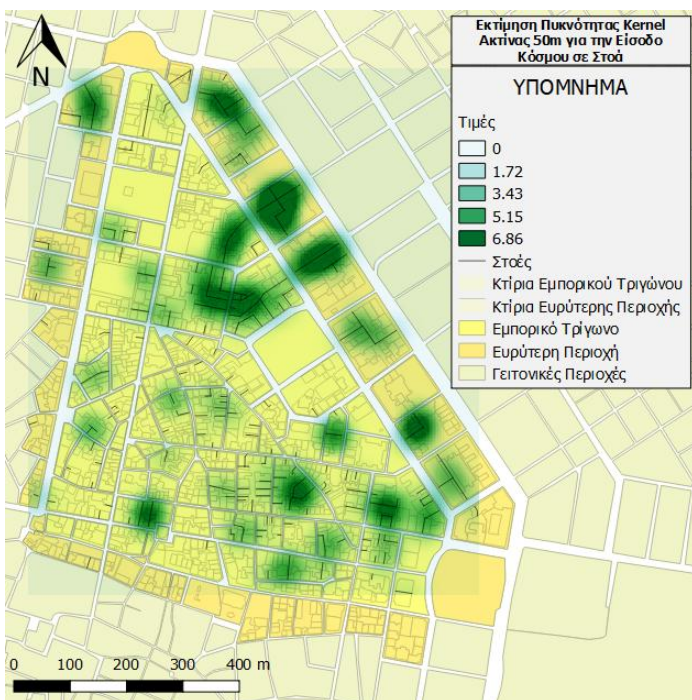 Εκτίμηση Πυκνότητας Kernel
Ακτίνας 50m για την Είσοδο
Κόσμου σε Στοά
ΥΠΟΜΝΗΜΑ
Τιμές
0
1.72
3.43
5.15
6.86
Στοές
Κτίρια Εμπορικού Τριγώνου
Κτίρια Ευρύτερης Περιοχής
Εμπορικό Τρίγωνο
Ευρύτερη Περιοχή
Γειτονικές Περιοχές
N
0 100 200 300 400 m